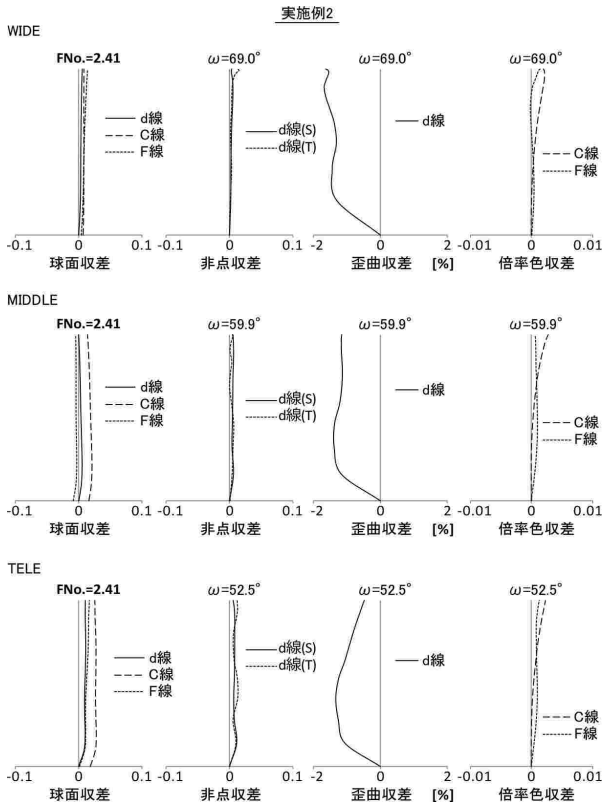 実施例2
WIDE
FNo.=2.41
ω=69.0°
ω=69.0°
ω=69.0°
d線
C線
F線
d線(S)
d線(T)
d線
C線
F線
-0.1 0 0.1
球面収差
-0.1 0 0.1
非点収差
-2 0 2
歪曲収差 [%]
-0.01 0 0.01
倍率色収差
MIDDLE
FNo.=2.41
ω=59.9°
ω=59.9°
ω=59.9°
d線
C線
F線
d線(S)
d線(T)
d線
C線
F線
-0.1 0 0.1
球面収差
-0.1 0 0.1
非点収差
-2 0 2
歪曲収差 [%]
-0.01 0 0.01
倍率色収差
TELE
FNo.=2.41
ω=52.5°
ω=52.5°
ω=52.5°
d線
C線
F線
d線(S)
d線(T)
d線
C線
F線
-0.1 0 0.1
球面収差
-0.1 0 0.1
非点収差
-2 0 2
歪曲収差 [%]
-0.01 0 0.01
倍率色収差